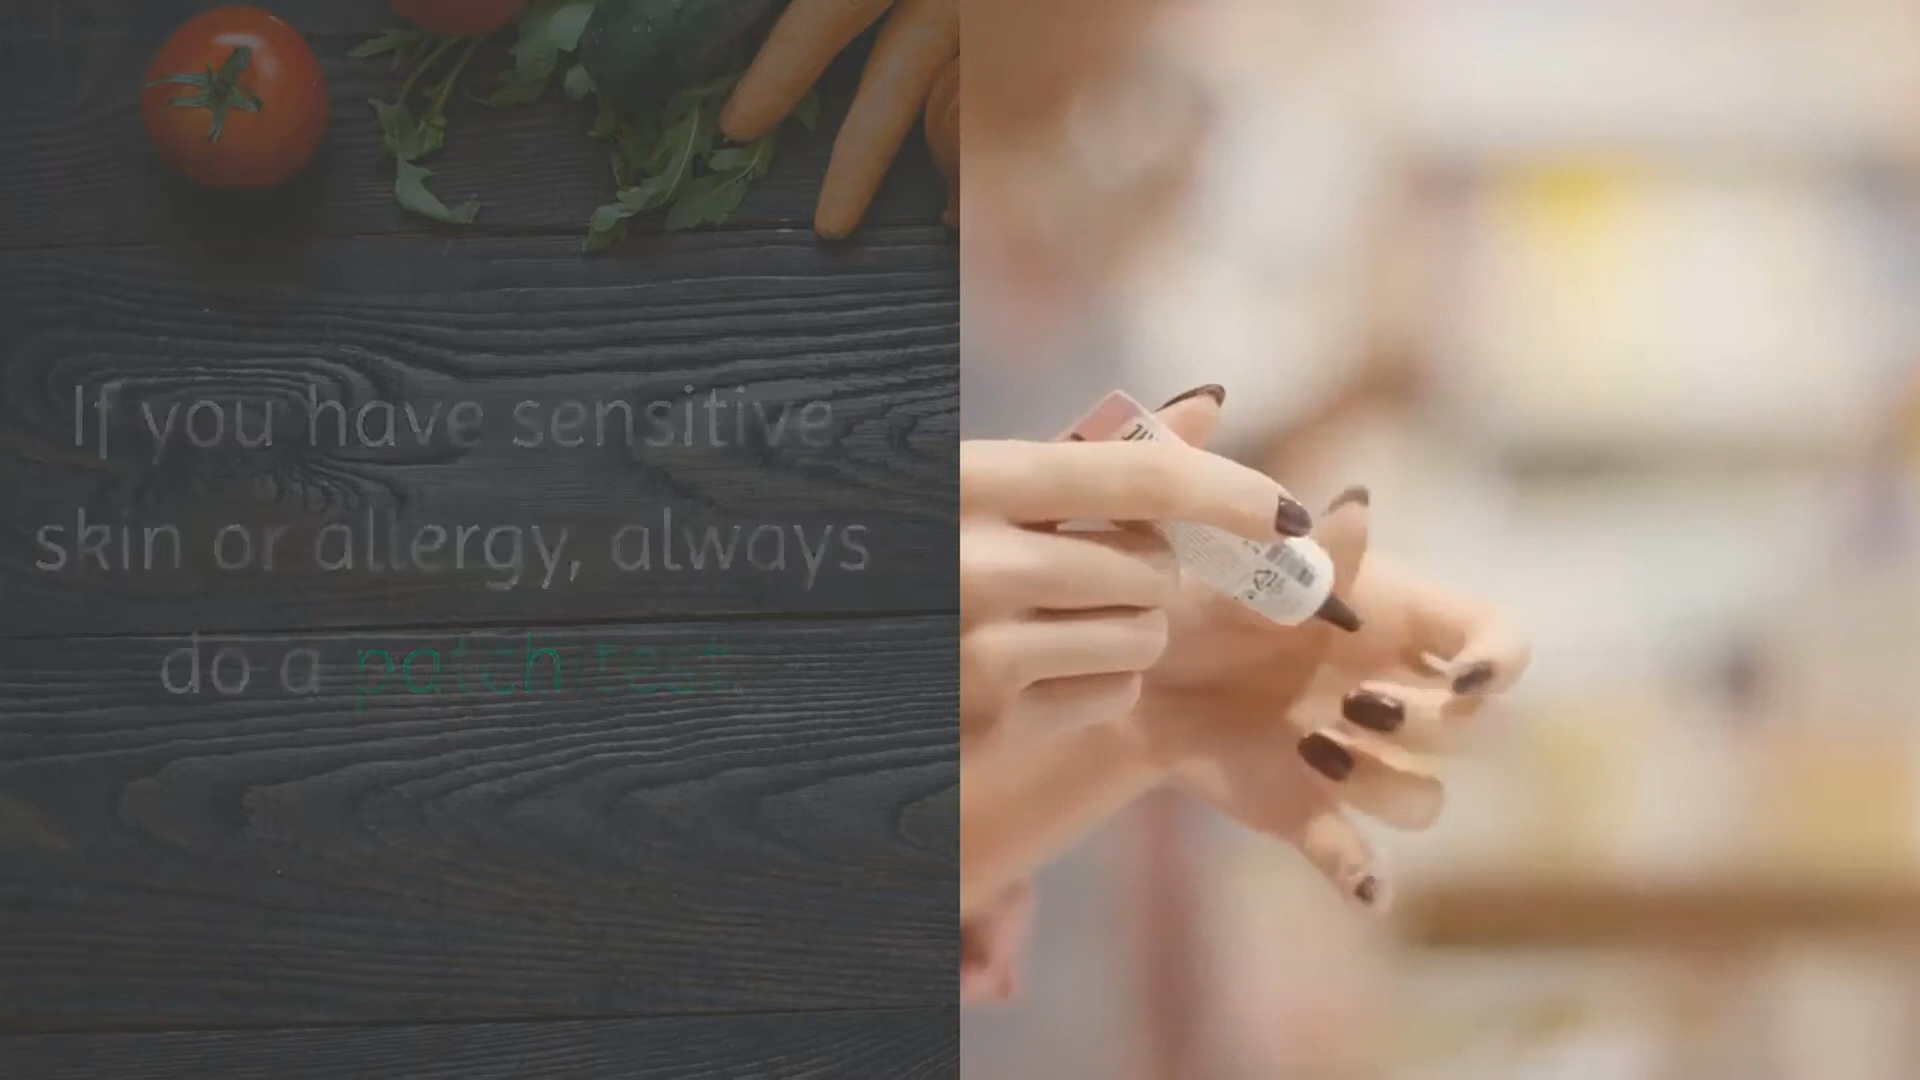 If you have sensitive
skin or allergy, always
do a patch test.